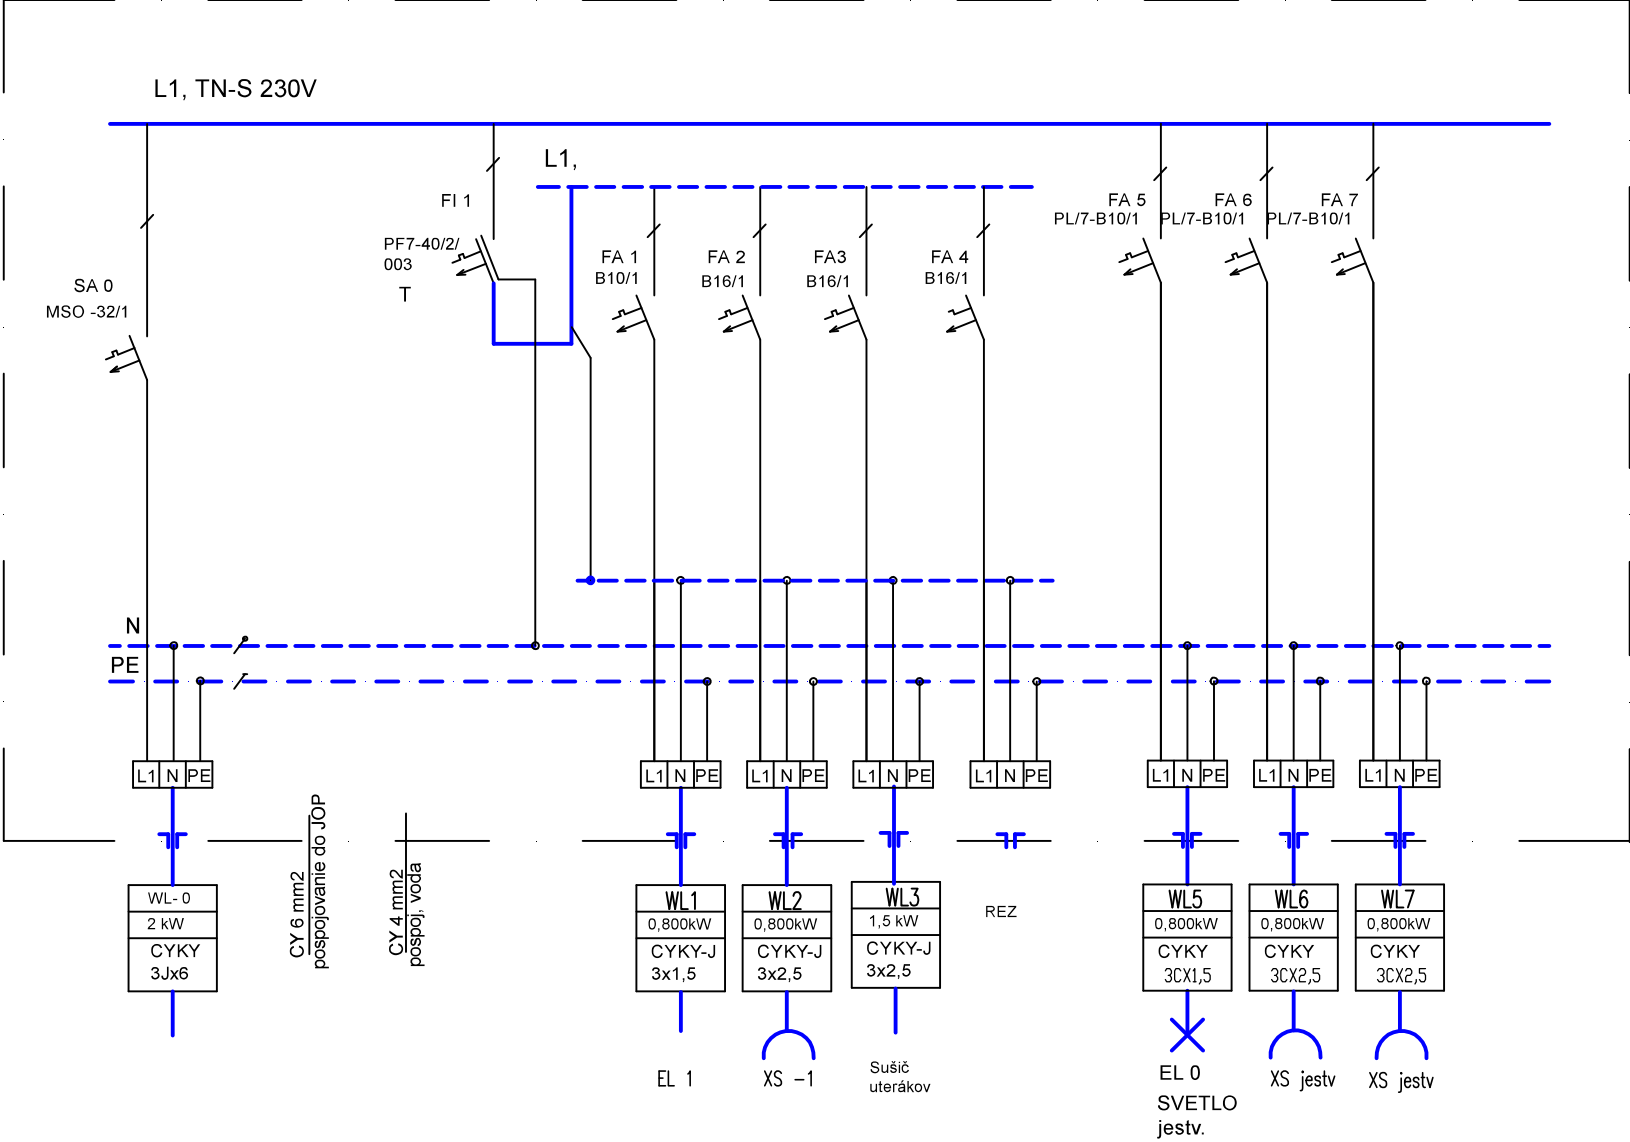 L1, TN-S 230V
L1,
FI 1
PF7-40/2/
003
T
SA 0
MSO -32/1
FA 1
B10/1
FA 2
B16/1
FA3
B16/1
FA 4
B16/1
FA 5
PL/7-B10/1
FA 6
PL/7-B10/1
FA 7
PL/7-B10/1
N
PE
L1 N PE
L1 N PE
L1 N PE
L1 N PE
L1 N PE
L1 N PE
L1 N PE
WL- 0
2 kW
CYKY
3Jx6
CY 6 mm2
pospojovanie do JOP
CY 4 mm2
pospoj, voda
WL1
0,800kW
CYKY-J
3x1,5
EL 1
WL2
0,800kW
CYKY-J
3x2,5
XS -1
WL3
1,5 kW
CYKY-J
3x2,5
Sušič
uterákov
REZ
WL5
0,800kW
CYKY
3CX1,5
EL 0
SVETLO
jestv.
WL6
0,800kW
CYKY
3CX2,5
XS jestv
WL7
0,800kW
CYKY
3CX2,5
XS jestv